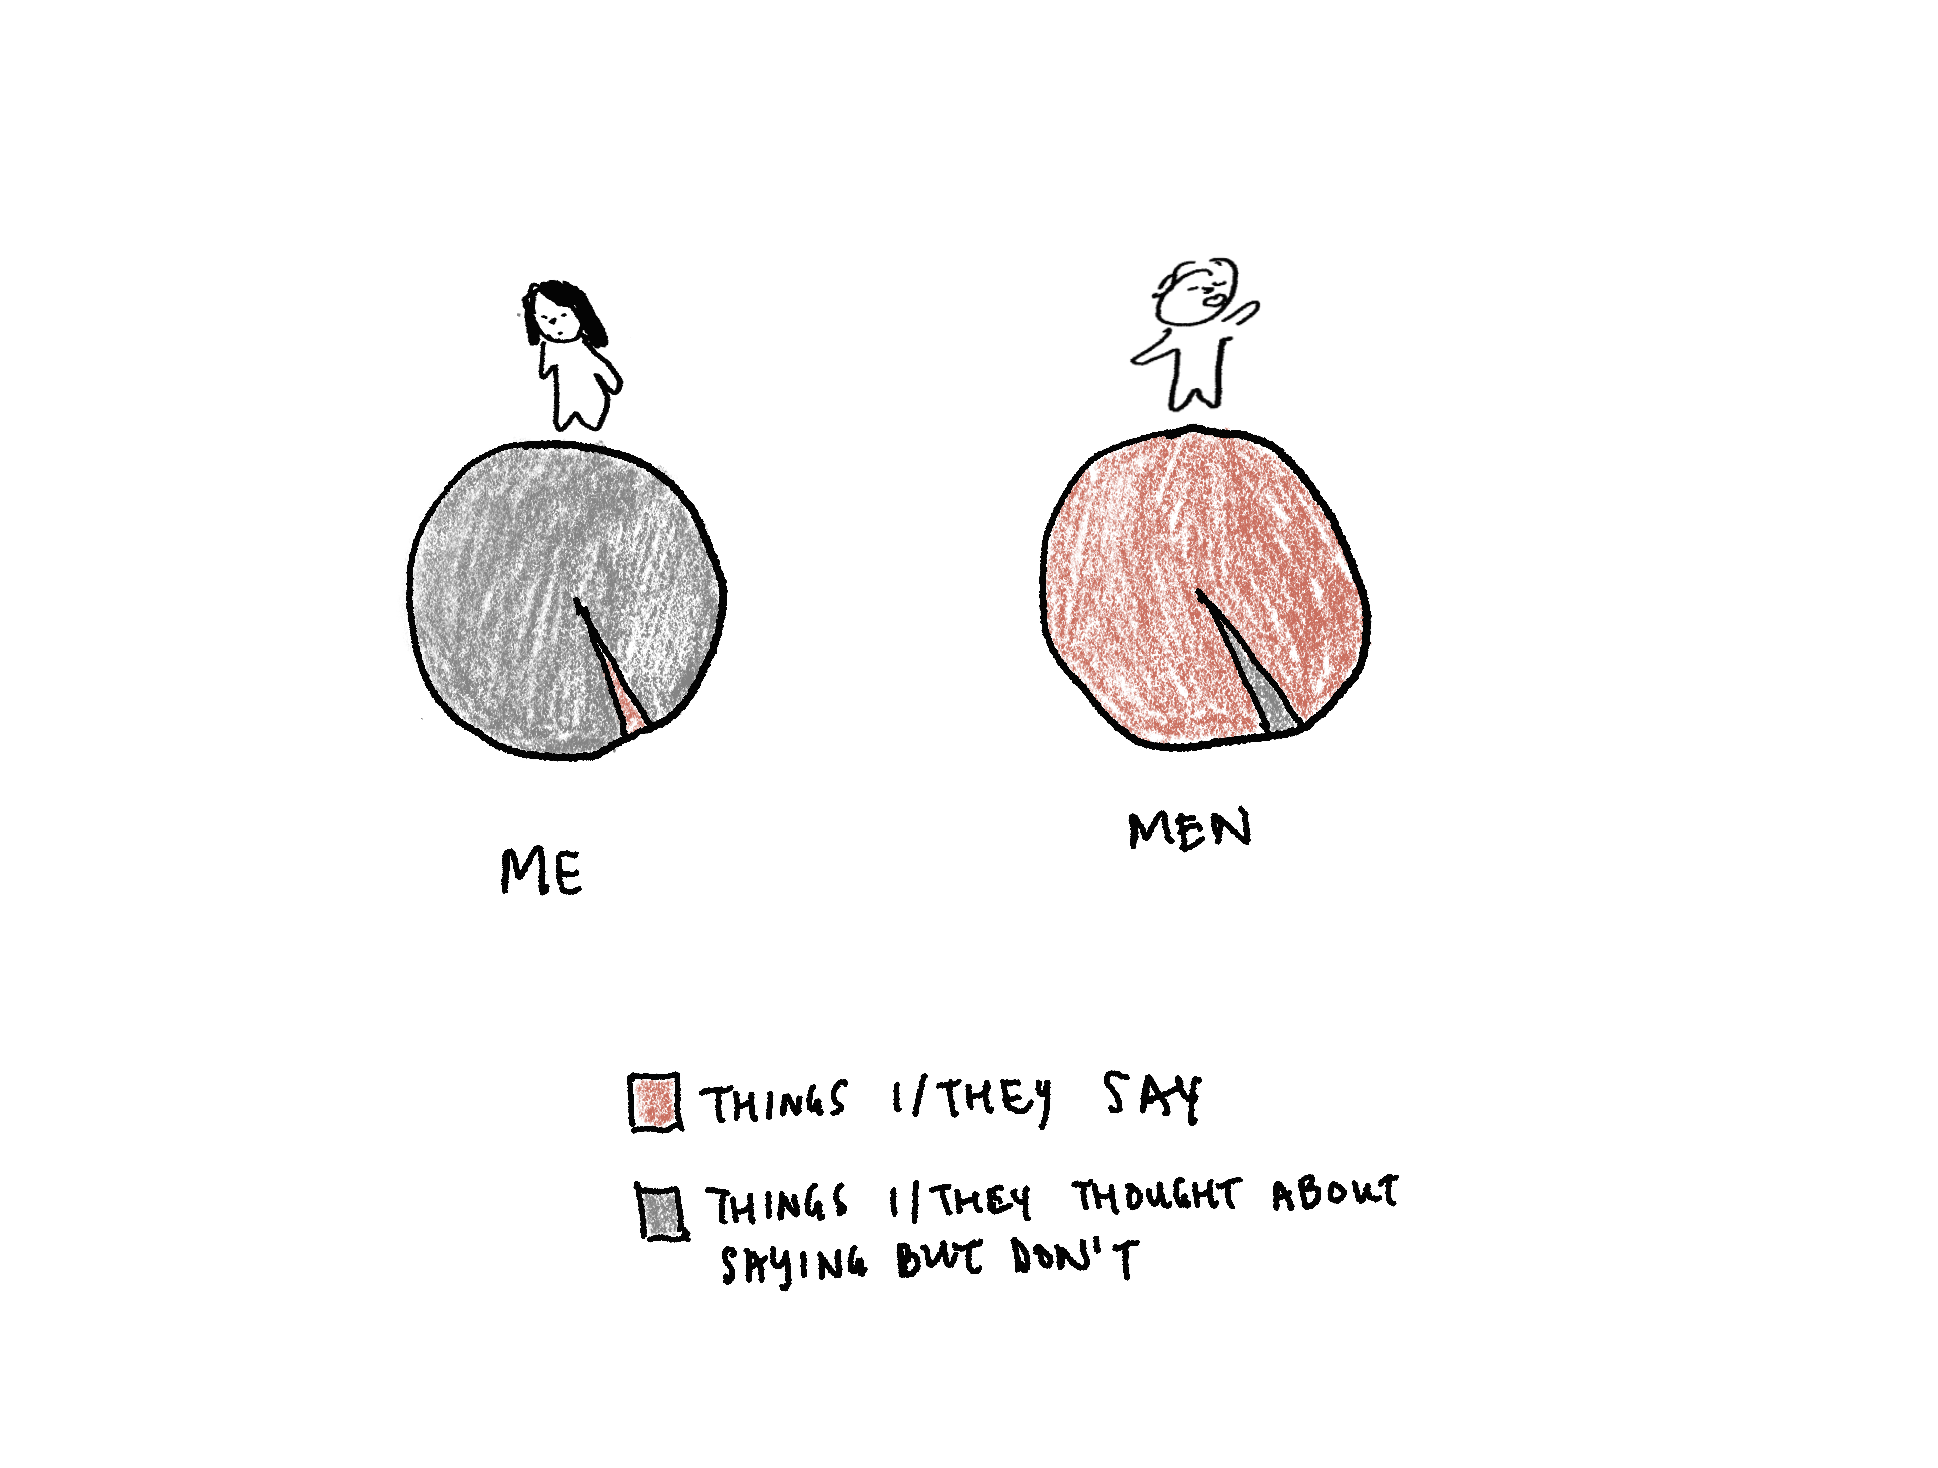 ME
MEN
THINGS I/THEY SAY
THINGS I/THEY THOUGHT ABOUT
SAYING BUT DON'T